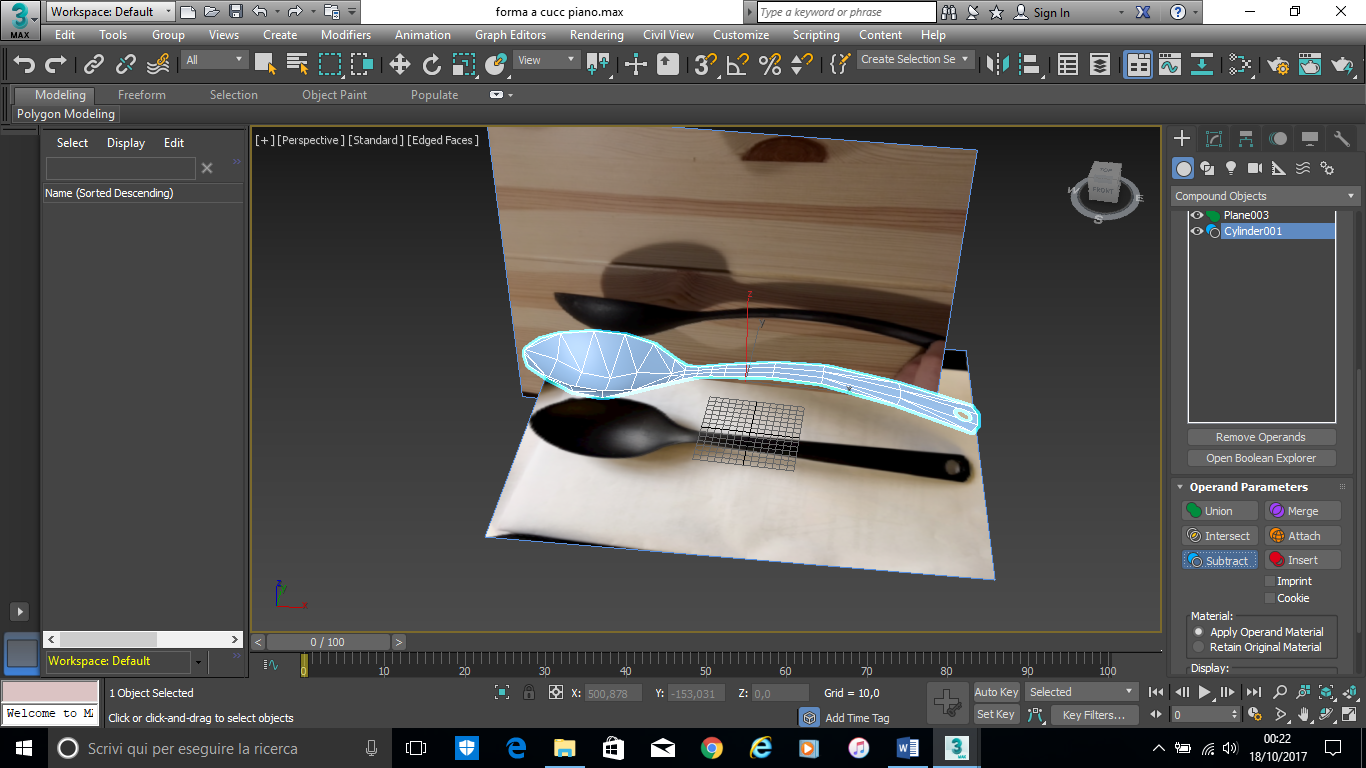 3
MAX
Workspace: Default
forma a cucc piano.max
Type a keyword or phrase
Sign In
Edit Tools Group Views Create Modifiers Animation Graph Editors Rendering Civil View Customize Scripting Content Help
All
View
3
Create Selection Se
Modeling Freeform Selection Object Paint Populate
Polygon Modeling
Select Display Edit
Name (Sorted Descending)
[+] [Perspective ] [Standard ] [Edged Faces ]
FRONT
W E
S
z
y
z
x
Compound Objects
Plane003
Cylinder001
Remove Operands
Open Boolean Explorer
Operand Parameters
Union Merge
Intersect Attach
Subtract Insert
Imprint
Cookie
Material:
Apply Operand Material
Retain Original Material
Display:
< 0 / 100 >
Workspace: Default
0 10 20 30 40 50 60 70 80 90 100
1 Object Selected
X: 500,878 Y: -153,031 Z: 0,0 Grid = 10,0
Auto Key Selected
Welcome to MA
Click or click-and-drag to select objects
Add Time Tag
Set Key Key Filters...
0
Scrivi qui per eseguire la ricerca
00:22
18/10/2017